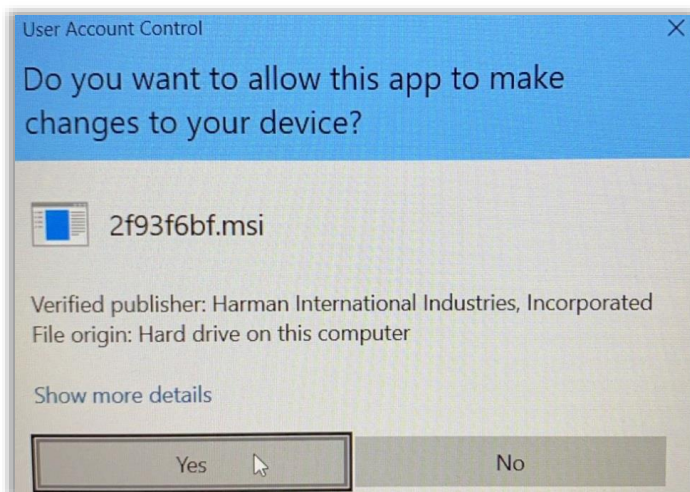 User Account Control
Do you want to allow this app to make
changes to your device?
2f93f6bf.msi
Verified publisher: Harman International Industries, Incorporated
File origin: Hard drive on this computer
Show more details
Yes
No